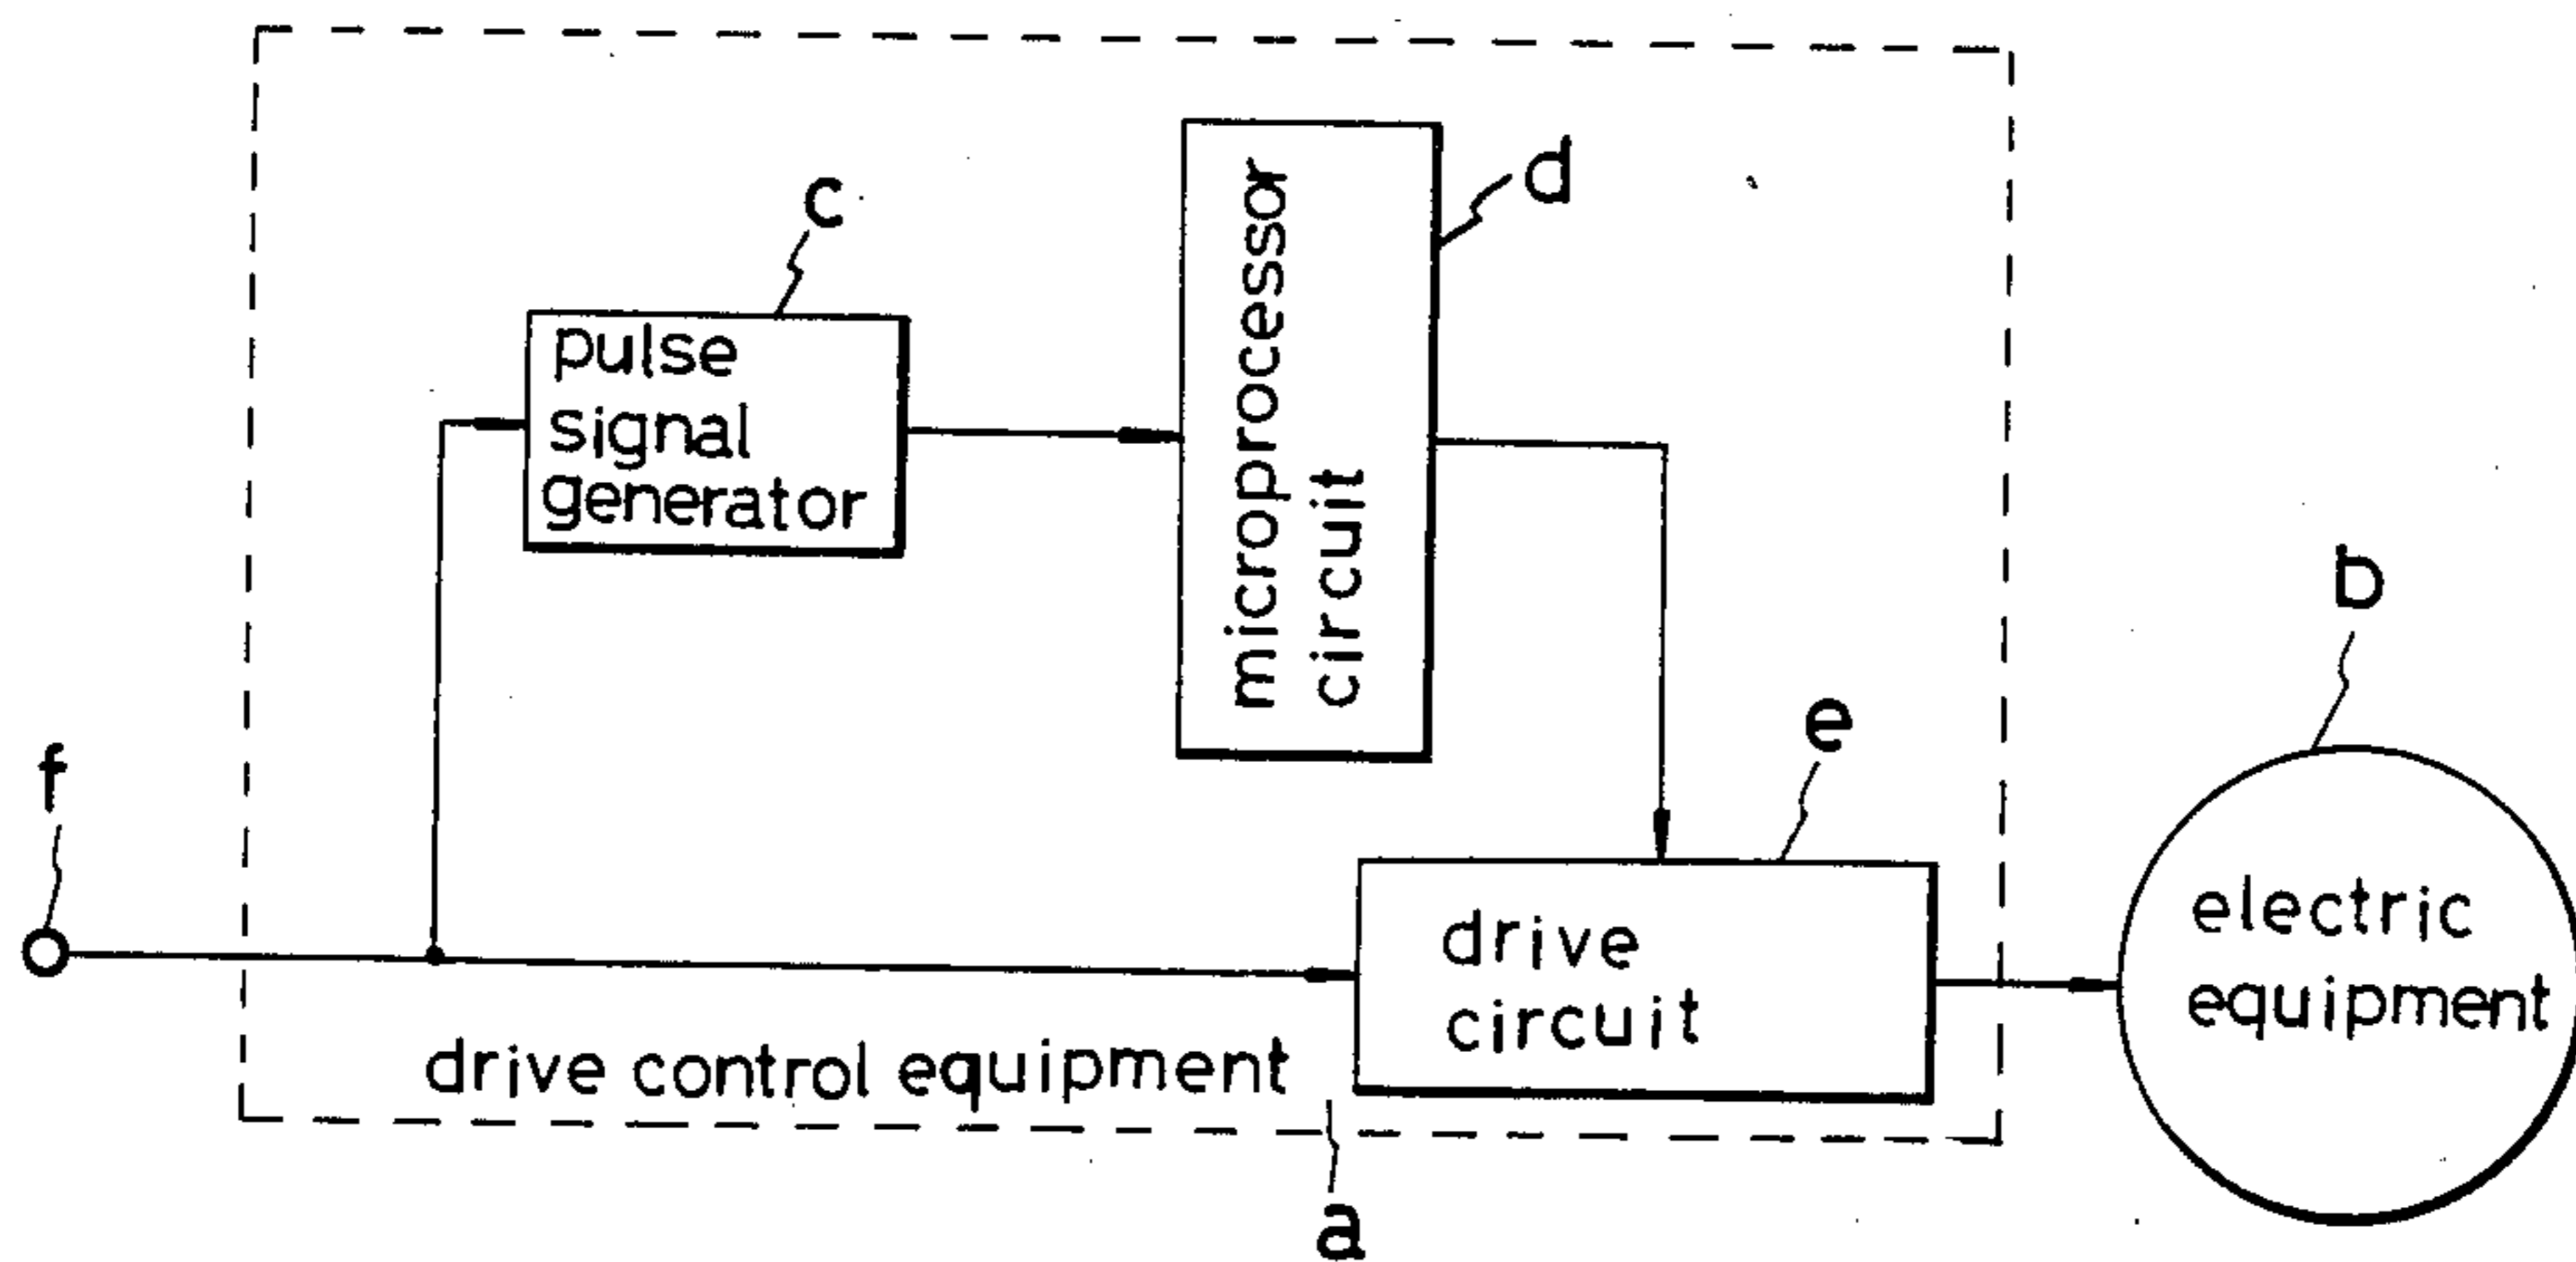 c
d
pulse
signal
generator
microprocessor
circuit
b
e
f
electric
equipment
drive
circuit
drive control equipment
a